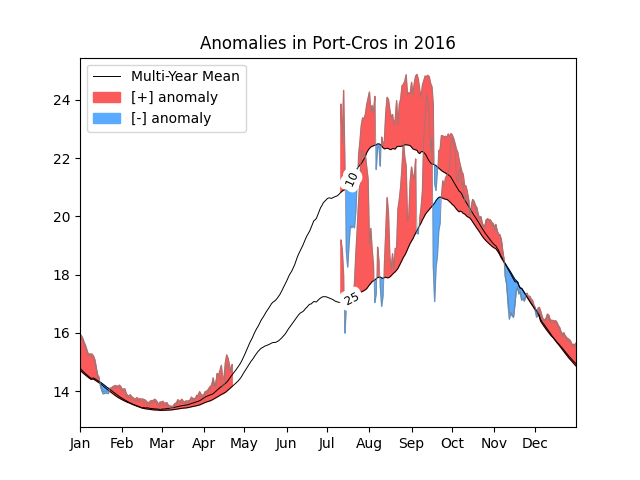 Anomalies in Port-Cros in 2016
Multi-Year Mean
[+] anomaly
[-] anomaly
24
22
20
18
16
14
10
25
Jan Feb Mar Apr May Jun Jul Aug Sep Oct Nov Dec